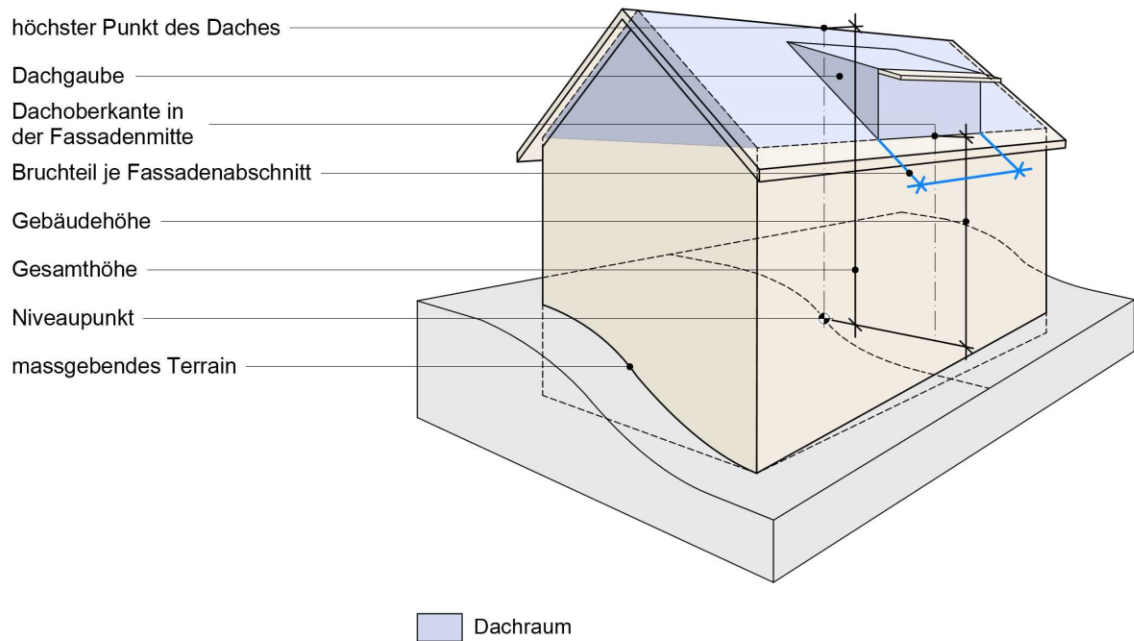 höchster Punkt des Daches
Dachgaube
Dachoberkante in
der Fassadenmitte
Bruchteil je Fassadenabschnitt
Gebäudehöhe
Gesamthöhe
Niveaupunkt
massgebendes Terrain
Dachraum